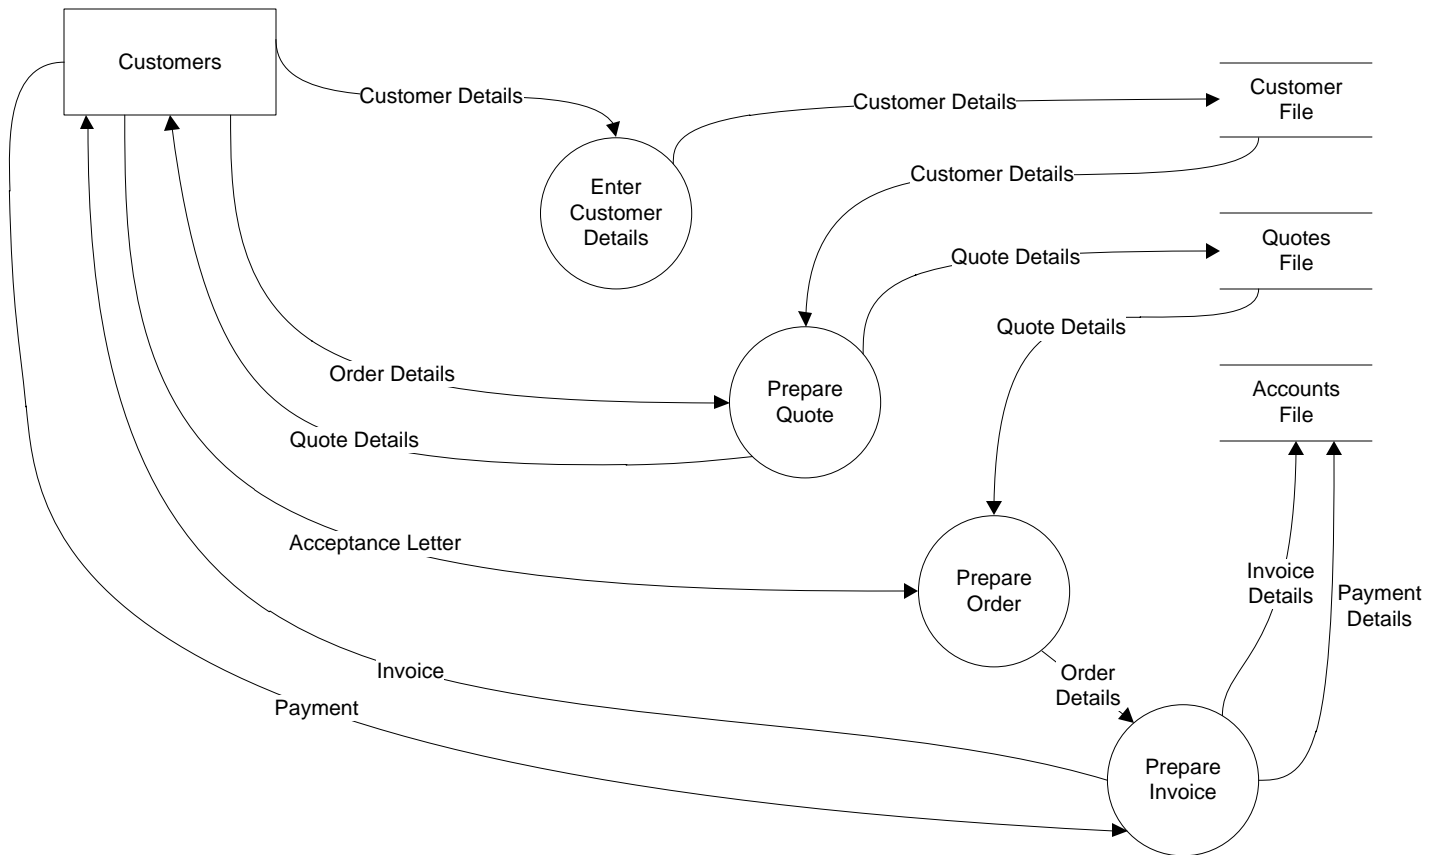 Customers
Customer Details
Customer Details
Customer
File
Enter
Customer
Details
Customer Details
Quotes
File
Quote Details
Quote Details
Order Details
Prepare
Quote
Accounts
File
Quote Details
Acceptance Letter
Prepare
Order
Invoice
Details
Payment
Details
Invoice
Order
Details
Payment
Prepare
Invoice